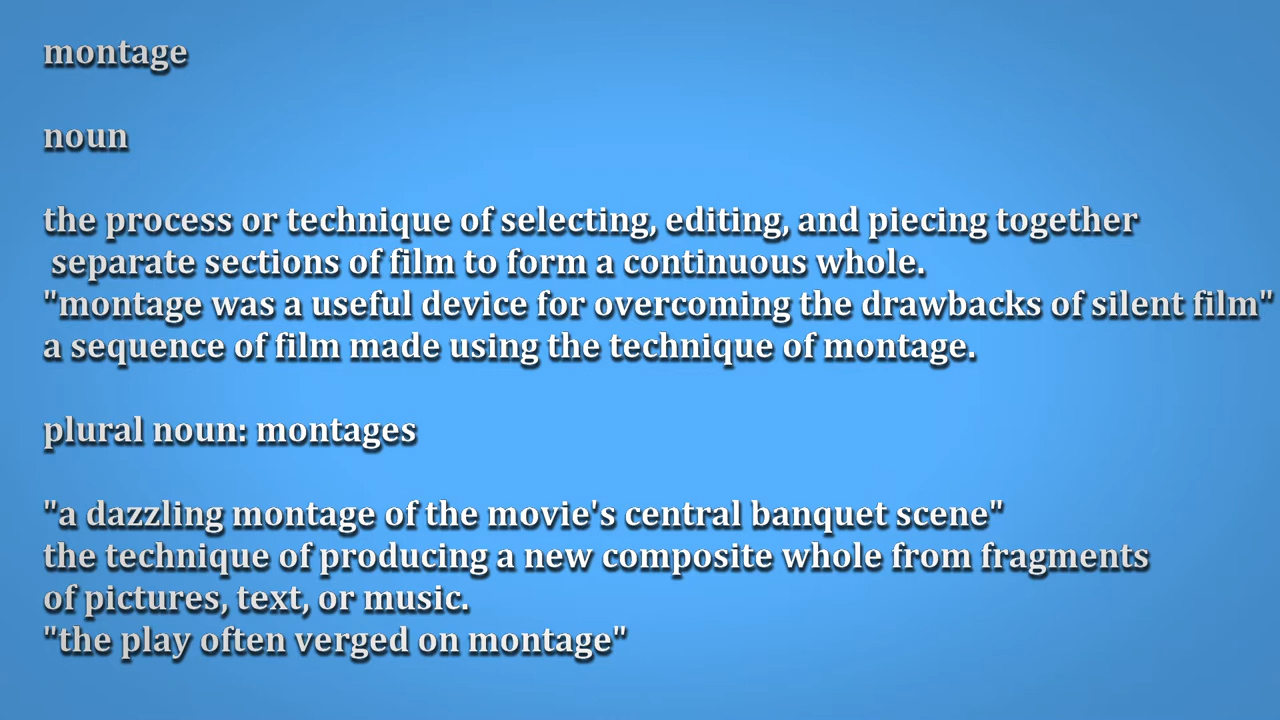 montage
noun
the process or technique of selecting, editing, and piecing together
separate sections of film to form a continuous whole.
"montage was a useful device for overcoming the drawbacks of silent film"
a sequence of film made using the technique of montage.
plural noun: montages
"a dazzling montage of the movie's central banquet scene"
the technique of producing a new composite whole from fragments
of pictures, text, or music.
"the play often verged on montage"